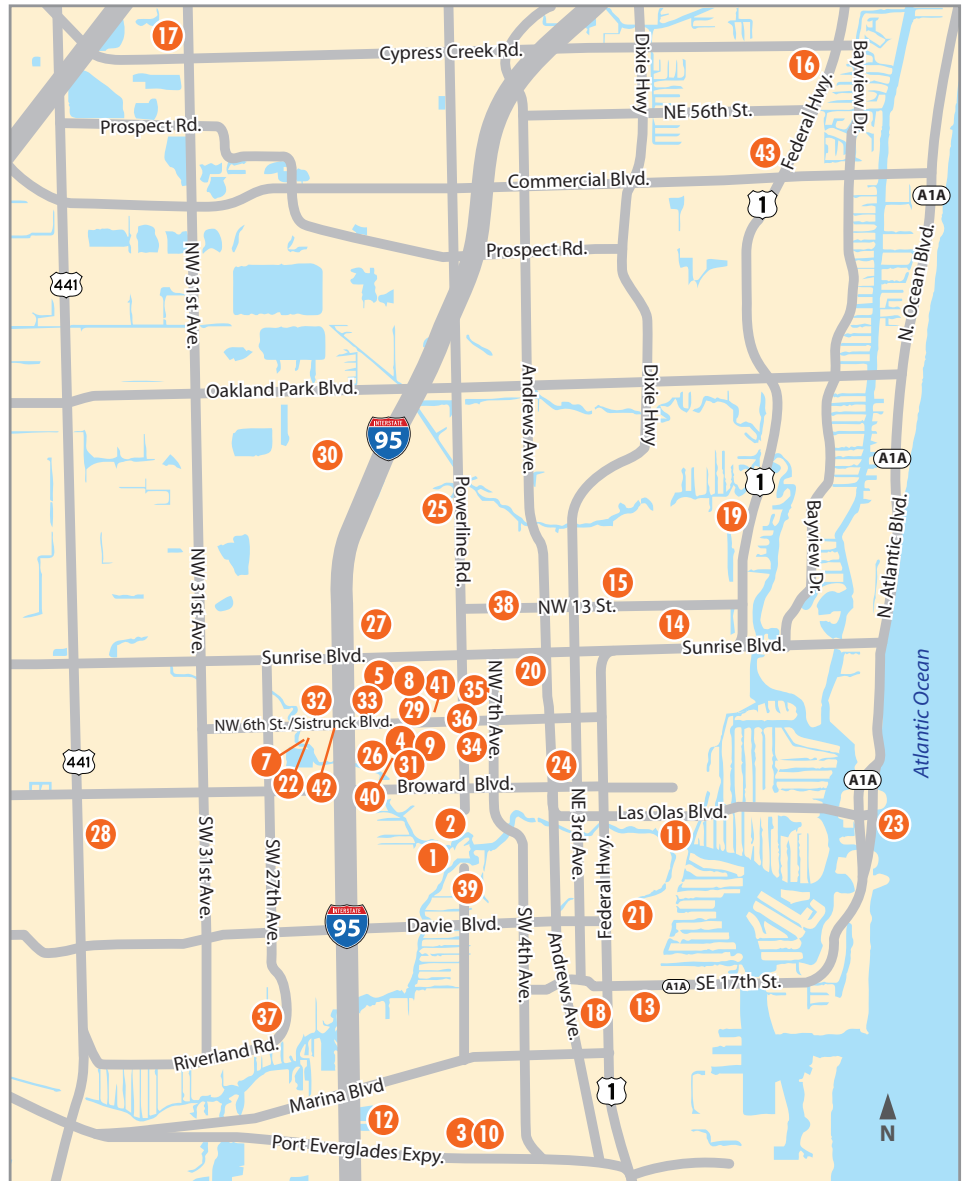 17
Cypress Creek Rd.
Dixie Hwy
16
Bayview Dr.
Prospect Rd.
NE 56th St.
Federal Hwy.
43
Commercial Blvd.
1
A1A
Prospect Rd.
NW 31st Ave.
441
N. Ocean Blvd.
Oakland Park Blvd.
Andrews Ave.
Dixie Hwy
INTERSTATE
95
30
A1A
1
25
Powerline Rd.
19
Bayview Dr.
N. Atlantic Blvd.
NW 31st Ave.
15
38
NW 13 St.
27
14
Sunrise Blvd.
Sunrise Blvd.
20
5
8
41
35
NW 7th Ave.
32
33
29
36
NW 6th St./Sistrunck Blvd.
Atlantic Ocean
4
9
34
26
7
31
24
441
22
42
40
Broward Blvd.
A1A
28
2
Las Olas Blvd.
11
23
1
SW 31st Ave.
SW 27th Ave.
NE 3rd Ave.
Federal Hwy.
39
21
INTERSTATE
95
Davie Blvd.
SW 4th Ave.
Andrews Ave.
A1A
SE 17th St.
37
18
13
Riverland Rd.
Marina Blvd
1
12
3
10
Port Everglades Expy.
N